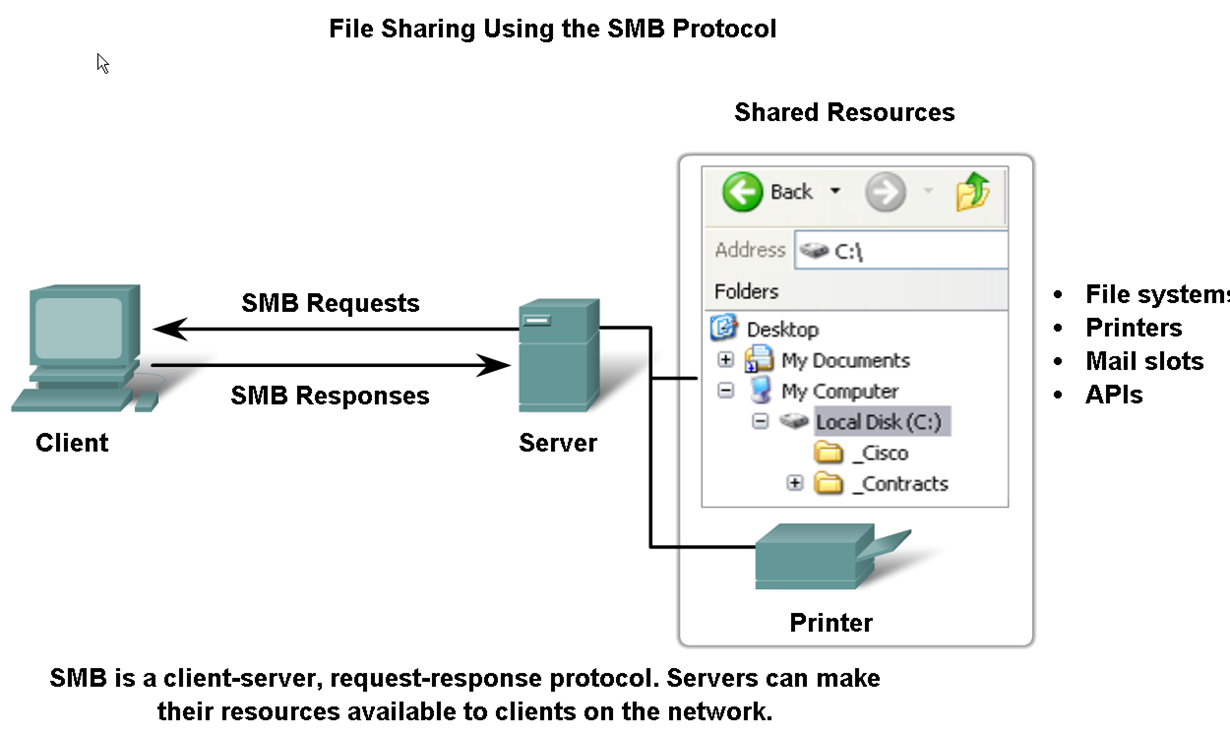 File Sharing Using the SMB Protocol
Shared Resources
Back
Address C:\
Folders
Desktop
My Documents
My Computer
Local Disk (C:)
_Cisco
_Contracts
• File systems
• Printers
• Mail slots
• APIs
SMB Requests
SMB Responses
Client
Server
Printer
SMB is a client-server, request-response protocol. Servers can make
their resources available to clients on the network.